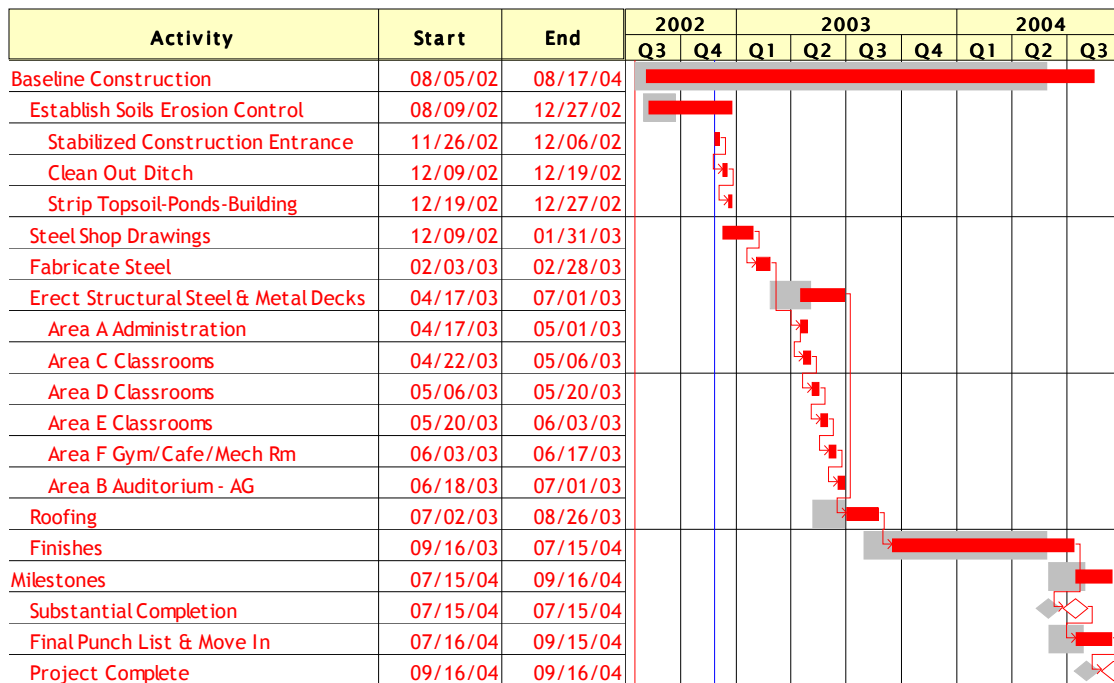 2002 2003 2004
Activity Start End Q3 Q4 Q1 Q2 Q3 Q4 Q1 Q2 Q3
Baseline Construction 08/05/02 08/17/04
Establish Soils Erosion Control 08/09/02 12/27/02
Stabilized Construction Entrance 11/26/02 12/06/02
Clean Out Ditch 12/09/02 12/19/02
Strip Topsoil-Ponds-Building 12/19/02 12/27/02
Steel Shop Drawings 12/09/02 01/31/03
Fabricate Steel 02/03/03 02/28/03
Erect Structural Steel & Metal Decks 04/17/03 07/01/03
Area A Administration 04/17/03 05/01/03
Area C Classrooms 04/22/03 05/06/03
Area D Classrooms 05/06/03 05/20/03
Area E Classrooms 05/20/03 06/03/03
Area F Gym/Cafe/Mech Rm 06/03/03 06/17/03
Area B Auditorium - AG 06/18/03 07/01/03
Roofing 07/02/03 08/26/03
Finishes 09/16/03 07/15/04
Milestones 07/15/04 09/16/04
Substantial Completion 07/15/04 07/15/04
Final Punch List & Move In 07/16/04 09/15/04
Project Complete 09/16/04 09/16/04